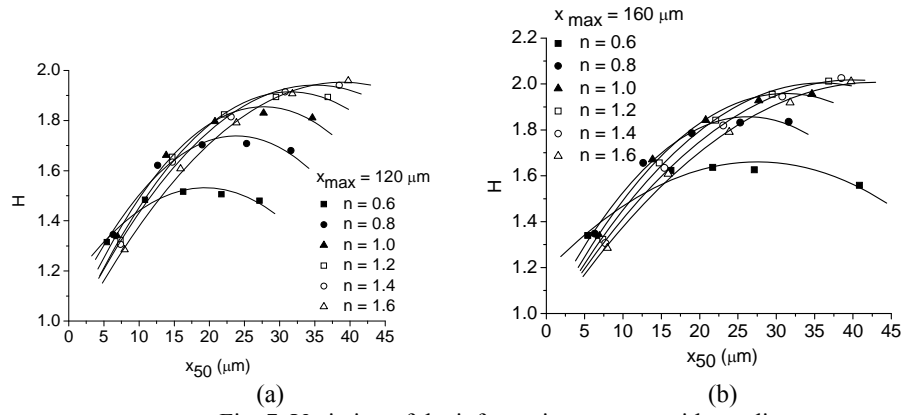 x max = 120 μm
n = 0.6
n = 0.8
n = 1.0
n = 1.2
n = 1.4
n = 1.6
H
2.2
2.0
1.8
1.6
1.4
1.2
1.0
0 5 10 15 20 25 30 35 40 45
x50 (μm)
(a)
x max = 160 μm
n = 0.6
n = 0.8
n = 1.0
n = 1.2
n = 1.4
n = 1.6
H
2.2
2.0
1.8
1.6
1.4
1.2
1.0
0 5 10 15 20 25 30 35 40 45
x50 (μm)
(b)